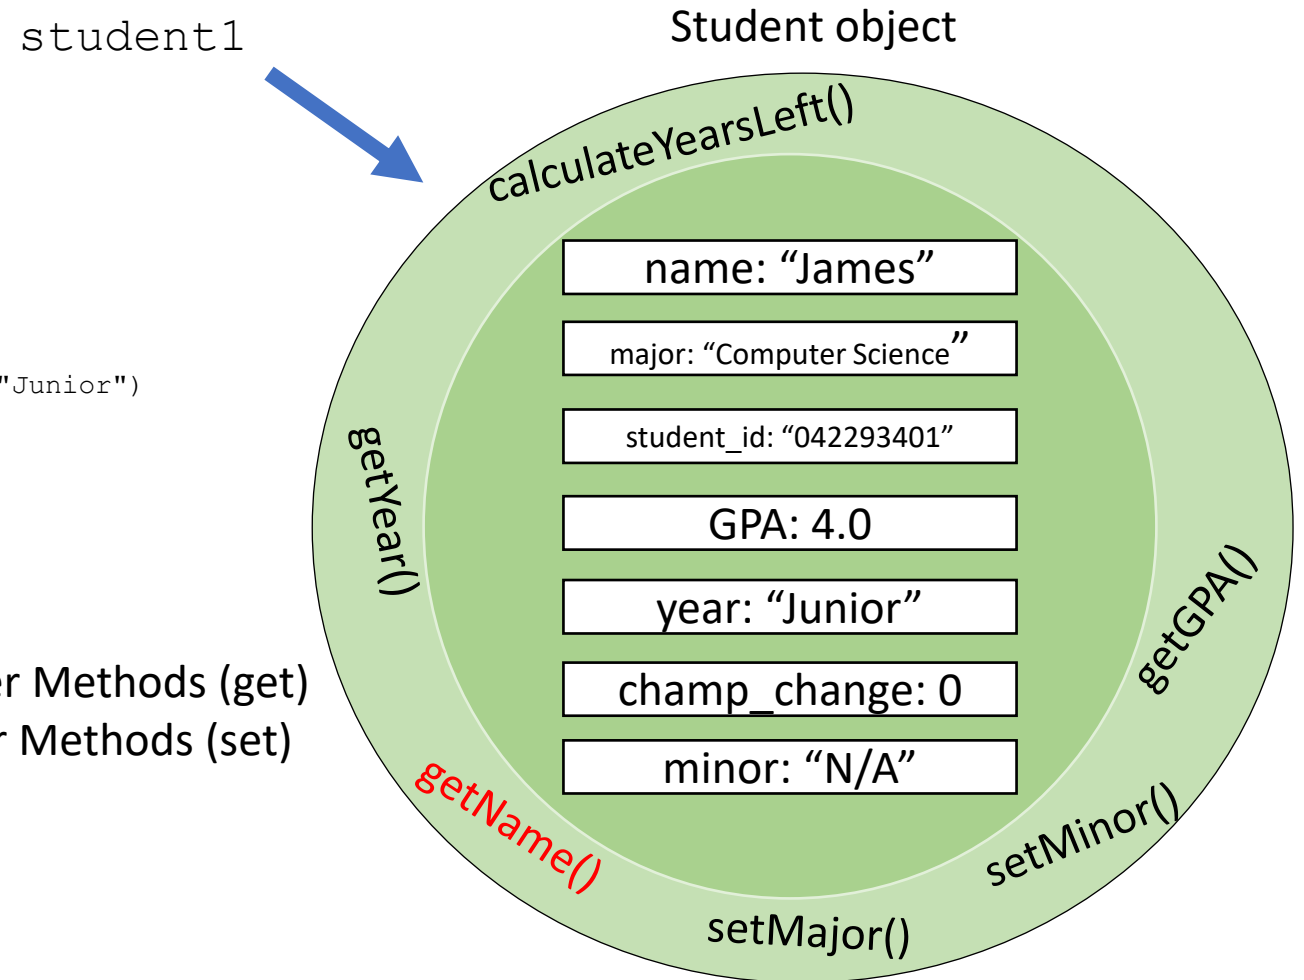 student1
Student object
calculateYearsLeft()
name: “James”
major: “Computer Science”
student_id: “042293401”
GPA: 4.0
year: “Junior”
champ_change: 0
minor: “N/A”
"Junior")
getYear()
getGPA()
er Methods (get)
r Methods (set)
getName()
setMinor()
setMajor()